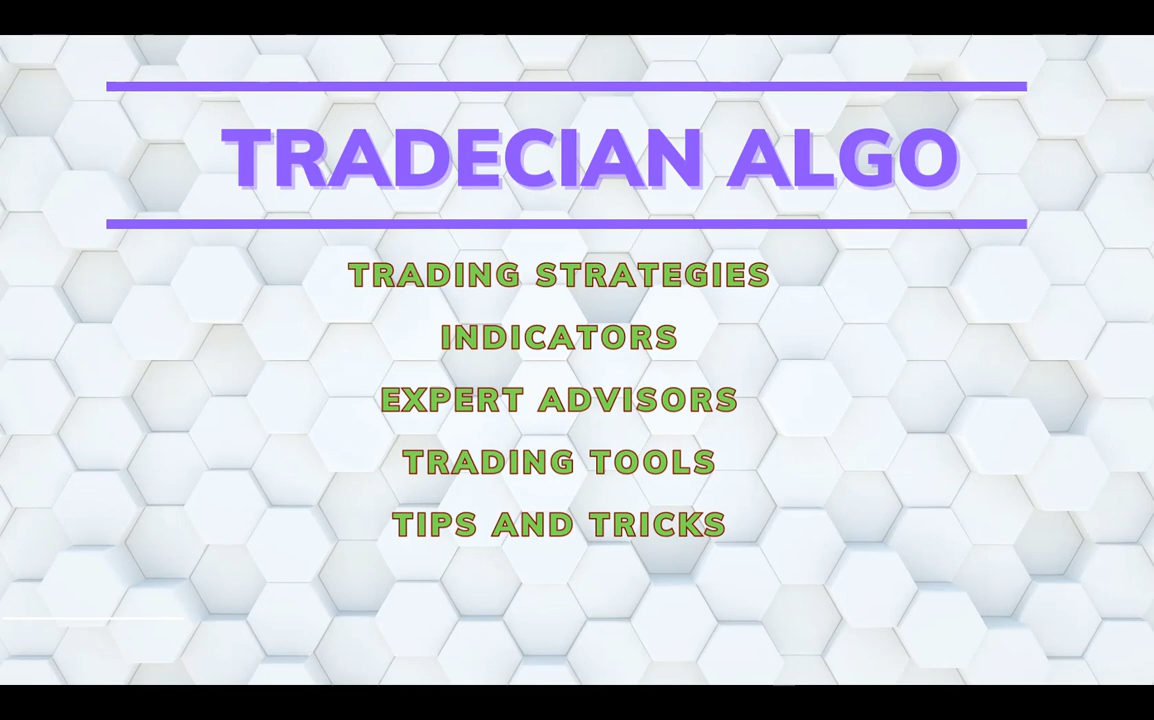 TRADECIAN ALGO
TRADING STRATEGIES
INDICATORS
EXPERT ADVISORS
TRADING TOOLS
TIPS AND TRICKS